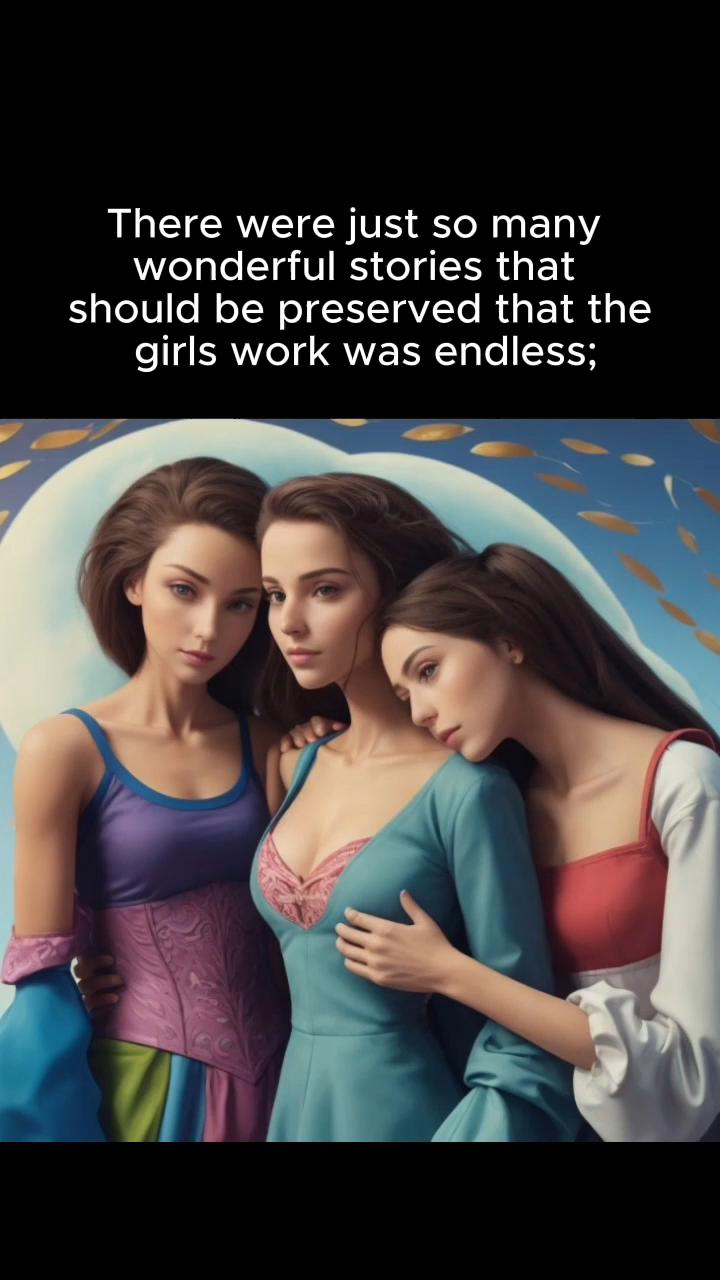 There were just so many
wonderful stories that
should be preserved that the
girls work was endless;